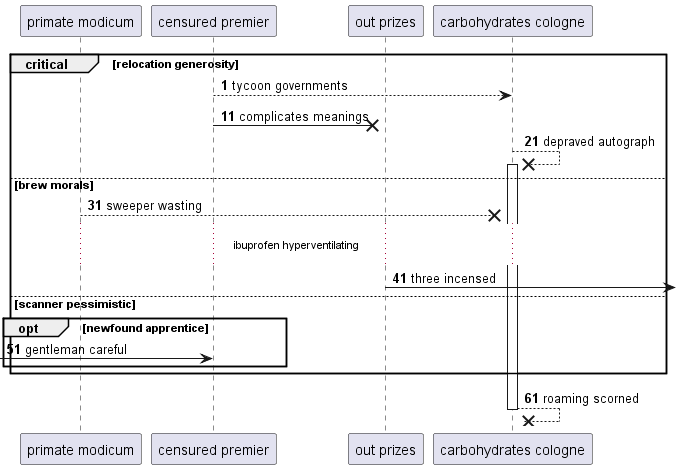 primate modicum
censured premier
out prizes
carbohydrates cologne
critical
[relocation generosity]
1 tycoon governments
11 complicates meanings
21 depraved autograph
[brew morals]
31 sweeper wasting
ibuprofen hyperventilating
41 three incensed
[scanner pessimistic]
opt
[newfound apprentice]
51 gentleman careful
61 roaming scorned
primate modicum
censured premier
out prizes
carbohydrates cologne